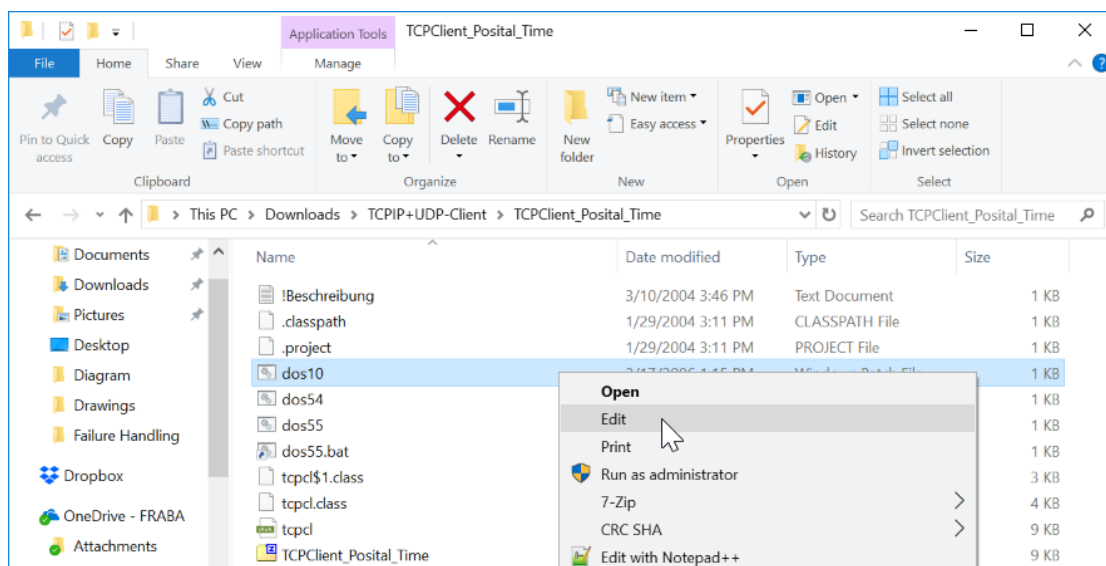 Application Tools TCPClient_Posital_Time
File Home Share View Manage
Pin to Quick access
Copy
Paste
Cut
Copy path
Paste shortcut
Move to
Copy to
Delete
Rename
New folder
New item
Easy access
Properties
Open
Edit
History
Select all
Select none
Invert selection
Clipboard Organize New Open Select
This PC > Downloads > TCPIP+UDP-Client > TCPClient_Posital_Time
Search TCPClient_Posital_Time
Documents
Downloads
Pictures
Desktop
Diagram
Drawings
Failure Handling
Dropbox
OneDrive - FRABA
Attachments
Name Date modified Type Size
!Beschreibung 3/10/2004 3:46 PM Text Document 1 KB
.classpath 1/29/2004 3:11 PM CLASSPATH File 1 KB
.project 1/29/2004 3:11 PM PROJECT File 1 KB
dos10 1 KB
dos54 1 KB
dos55 1 KB
dos55.bat 1 KB
tcpcl$1.class 3 KB
tcpcl.class 4 KB
tcpcl 9 KB
TCPClient_Posital_Time 9 KB
Open
Edit
Print
Run as administrator
7-Zip
CRC SHA
Edit with Notepad++